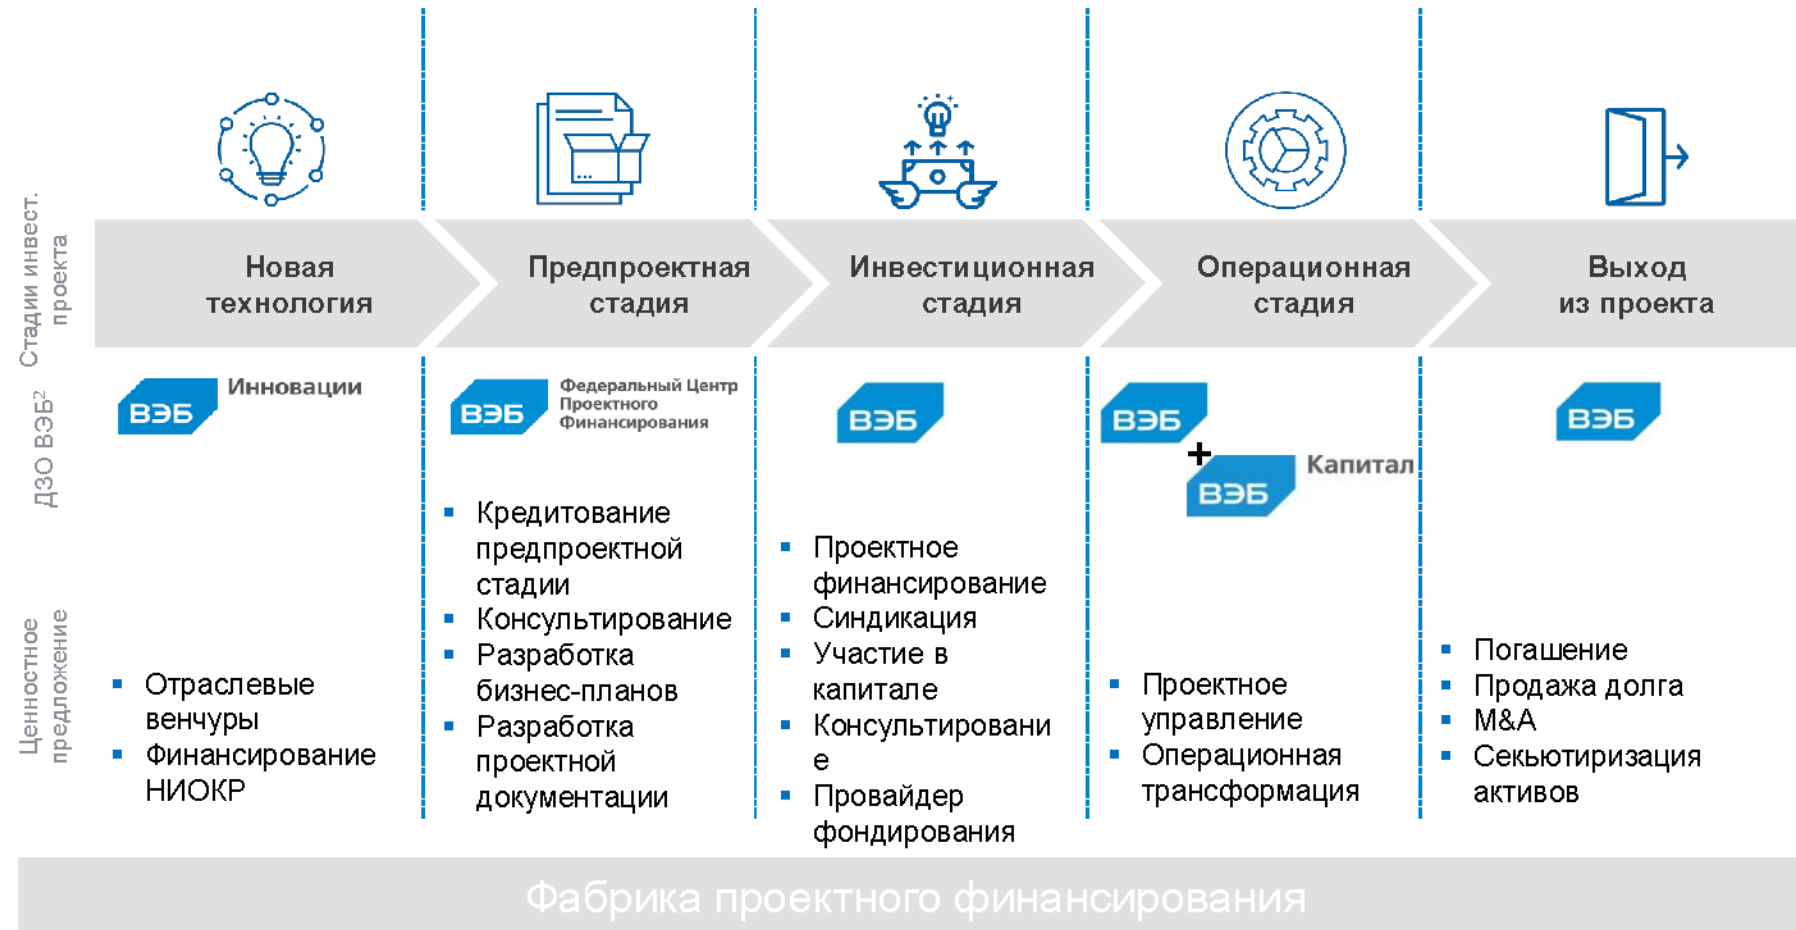 Стадии инвест.
проекта
Новая
технология
Предпроектная
стадия
Инвестиционная
стадия
Операционная
стадия
Выход
из проекта
ДЗО ВЭБ²
ВЭБ Инновации
ВЭБ Федеральный Центр
Проектного
Финансирования
ВЭБ
ВЭБ
+
ВЭБ Капитал
ВЭБ
Ценностное
предложение
▪ Отраслевые
венчуры
▪ Финансирование
НИОКР
▪ Кредитование
предпроектной
стадии
▪ Консультирование
▪ Разработка
бизнес-планов
▪ Разработка
проектной
документации
▪ Проектное
финансирование
▪ Синдикация
▪ Участие в
капитале
▪ Консультировани
е
▪ Провайдер
фондирования
▪ Проектное
управление
▪ Операционная
трансформация
▪ Погашение
▪ Продажа долга
▪ M&A
▪ Секьютиризация
активов
Фабрика проектного финансирования